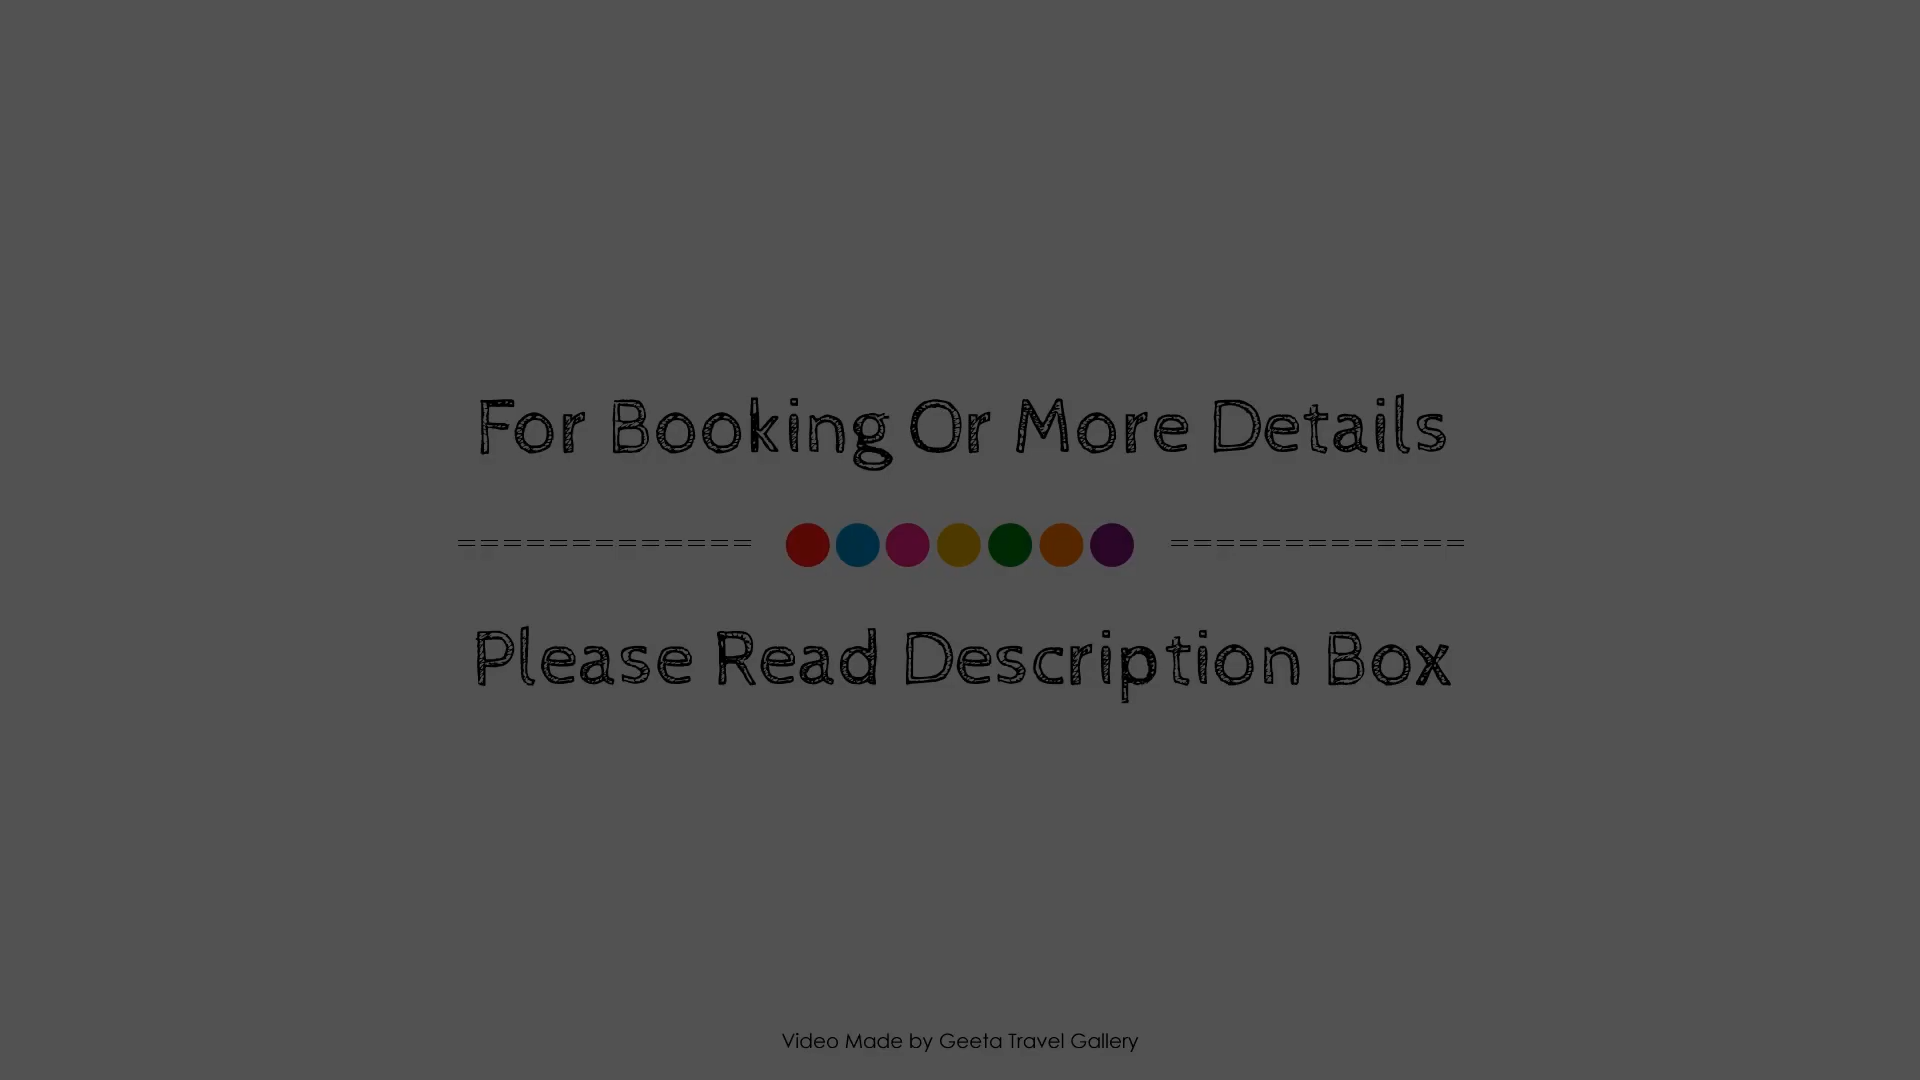 For Booking Or More Details
============= =============
Please Read Description Box
Video Made by Geeta Travel Gallery